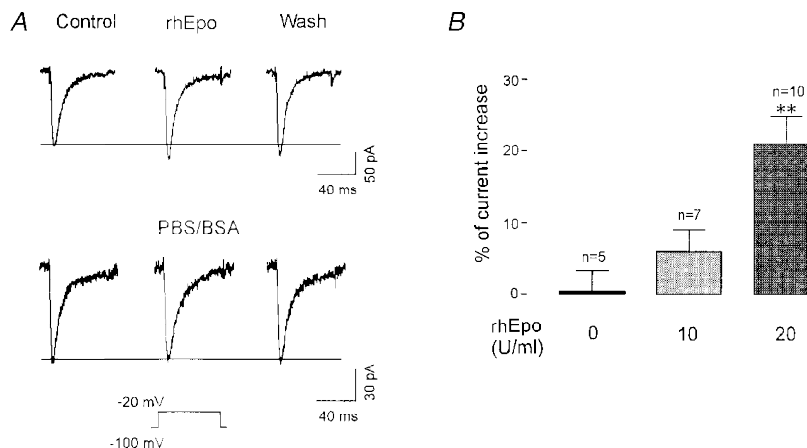 A
Control rhEpo Wash
50 pA
40 ms
PBS/BSA
30 pA
40 ms
-20 mV
-100 mV
B
% of current increase
30
20
10
0
n=5
n=7
n=10
**
rhEpo
(U/ml)
0 10 20